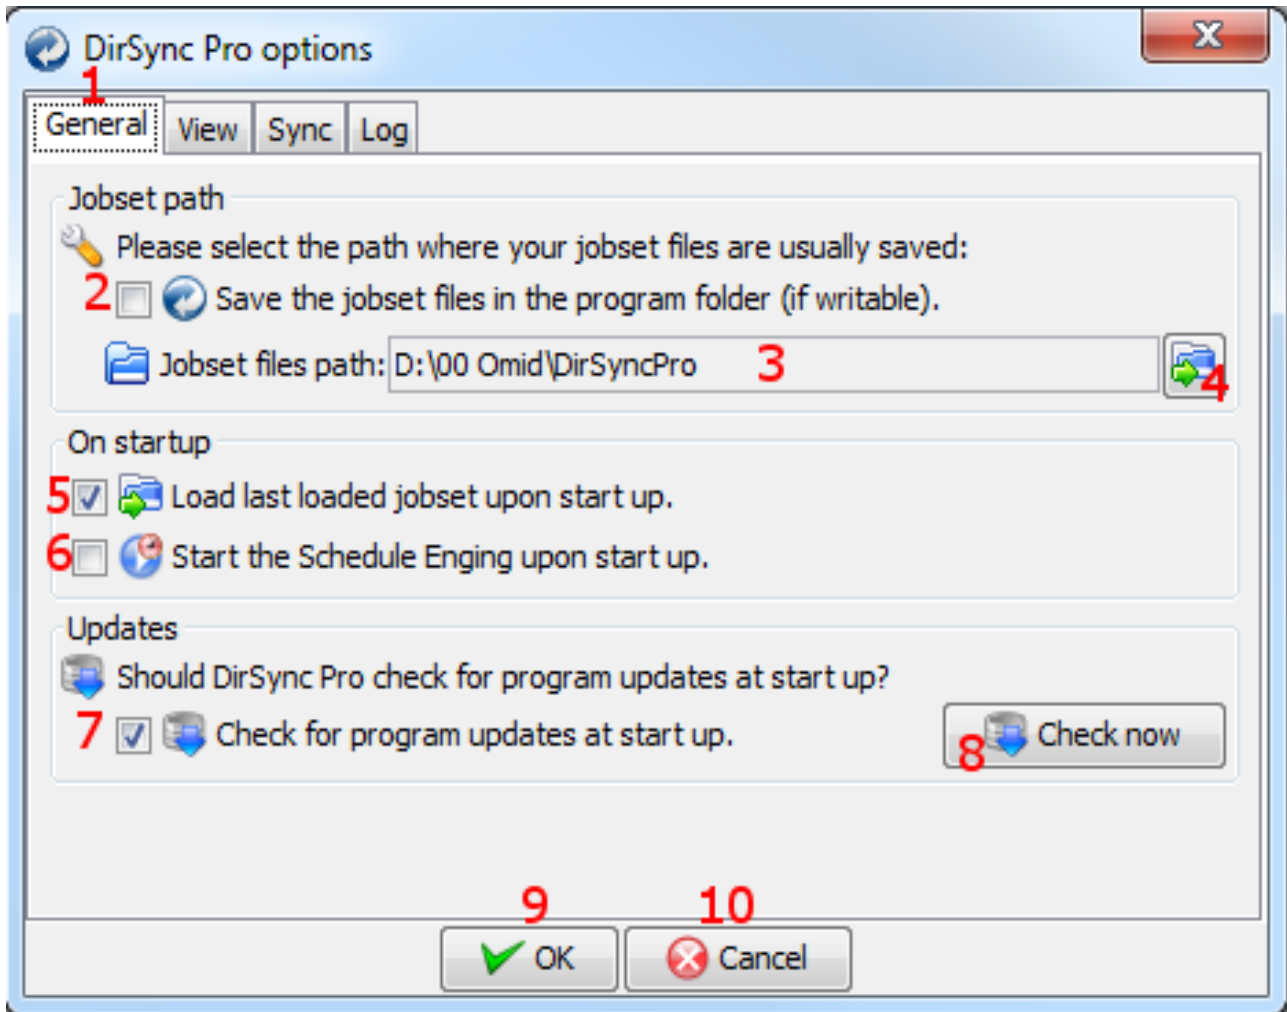 DirSync Pro options
1
General View Sync Log
Jobset path
Please select the path where your jobset files are usually saved:
2 Save the jobset files in the program folder (if writable).
Jobset files path: D:\00 Omid\DirSyncPro 3 4
On startup
5 Load last loaded jobset upon start up.
6 Start the Schedule Enging upon start up.
Updates
Should DirSync Pro check for program updates at start up?
7 Check for program updates at start up. 8 Check now
9 10
OK Cancel